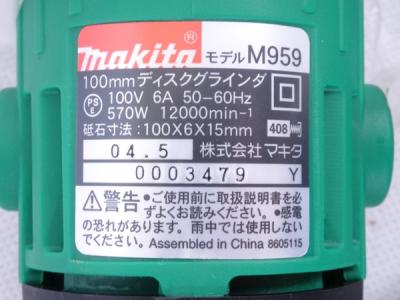 makita モデル M959
100mmディスクグラインダ
PSE 100V 6A 50-60Hz
570W 12000min-1
砥石寸法:100X6X15mm 408
04.5 株式会社マキタ
0003479 Y
⚠警告 ●ご使用前に取扱説明書を必
ずよくお読みください。●感電
の恐れがあります。雨中で使用
しないでください。
Assembled in China 8605115